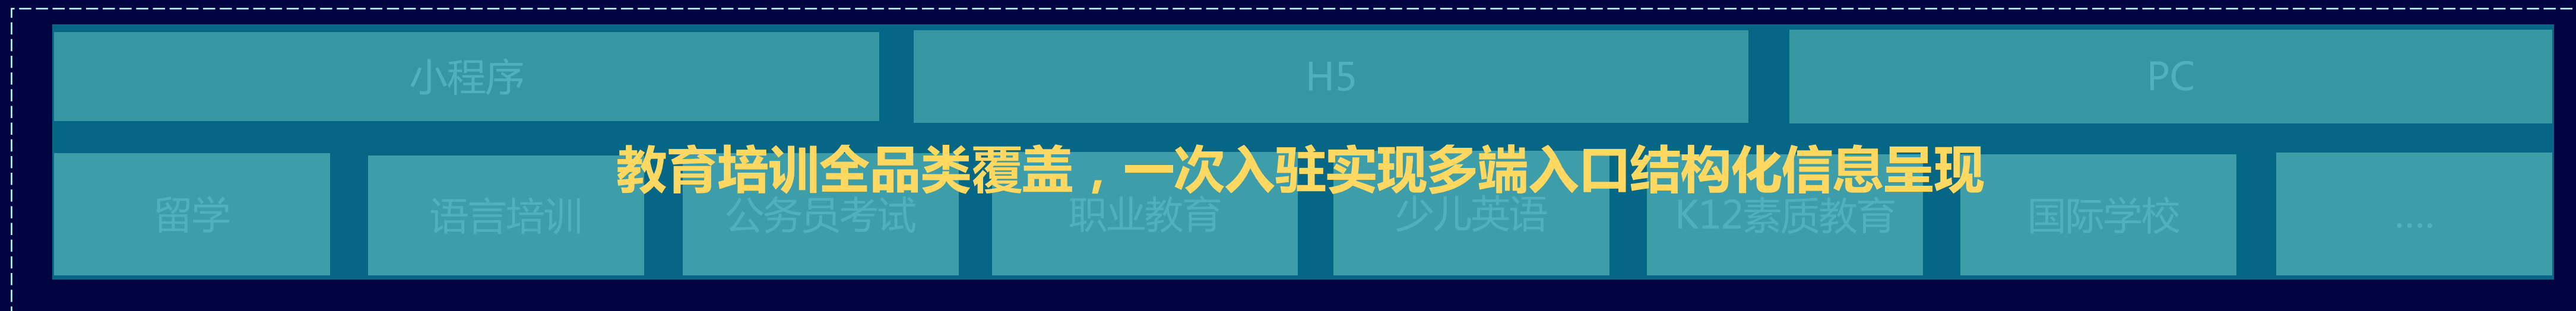 小程序 H5 PC
教育培训全品类覆盖，一次入驻实现多端入口结构化信息呈现
留学 语言培训 公务员考试 职业教育 少儿英语 K12素质教育 国际学校 ....